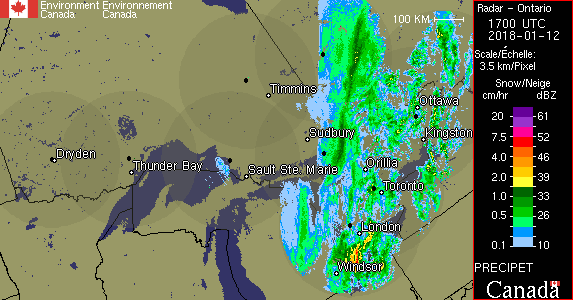 Environment Environnement
Canada Canada
100 KM
Timmins
Ottawa
Sudbury
Kingston
Dryden
Thunder Bay
Sault Ste. Marie
Orillia
Toronto
London
Windsor
Radar - Ontario
1700 UTC
2018-01-12
Scale/Échelle:
3.5 km/Pixel
Snow/Neige
cm/hr dBZ
20 61
7.5 52
4.0 46
2.0 39
1.0 33
0.5 26
0.1 10
PRECIPET
Canada